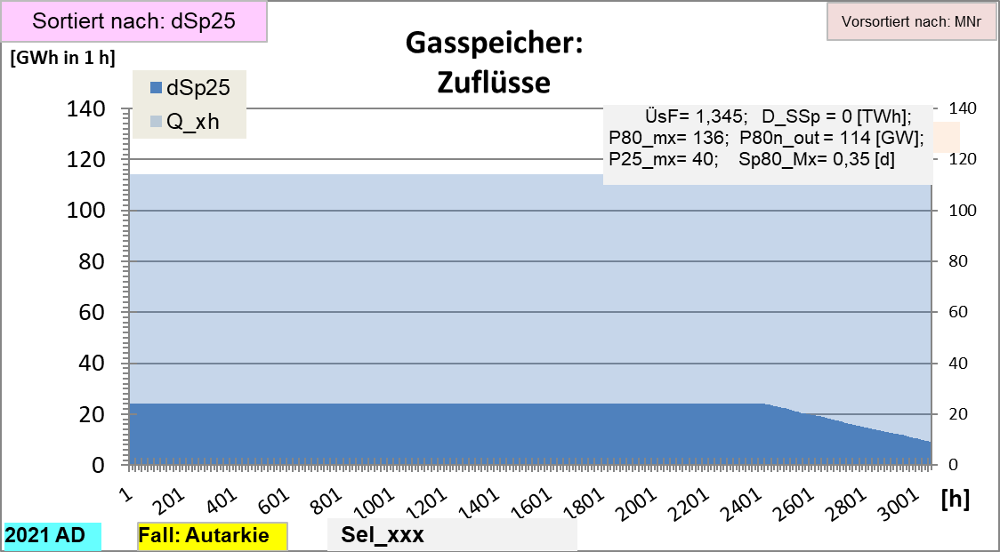 Sortiert nach: dSp25
Vorsortiert nach: MNr
Gasspeicher:
Zuflüsse
[GWh in 1 h]
dSp25
Q_xh
ÜsF= 1,345; D_SSp = 0 [TWh];
P80_mx= 136; P80n_out = 114 [GW];
P25_mx= 40; Sp80_Mx= 0,35 [d]
140 140
120 120
100 100
80 80
60 60
40 40
20 20
0 0
1 201 401 601 801 1001 1201 1401 1601 1801 2001 2201 2401 2601 2801 3001 [h]
2021 AD
Fall: Autarkie
Sel_xxx